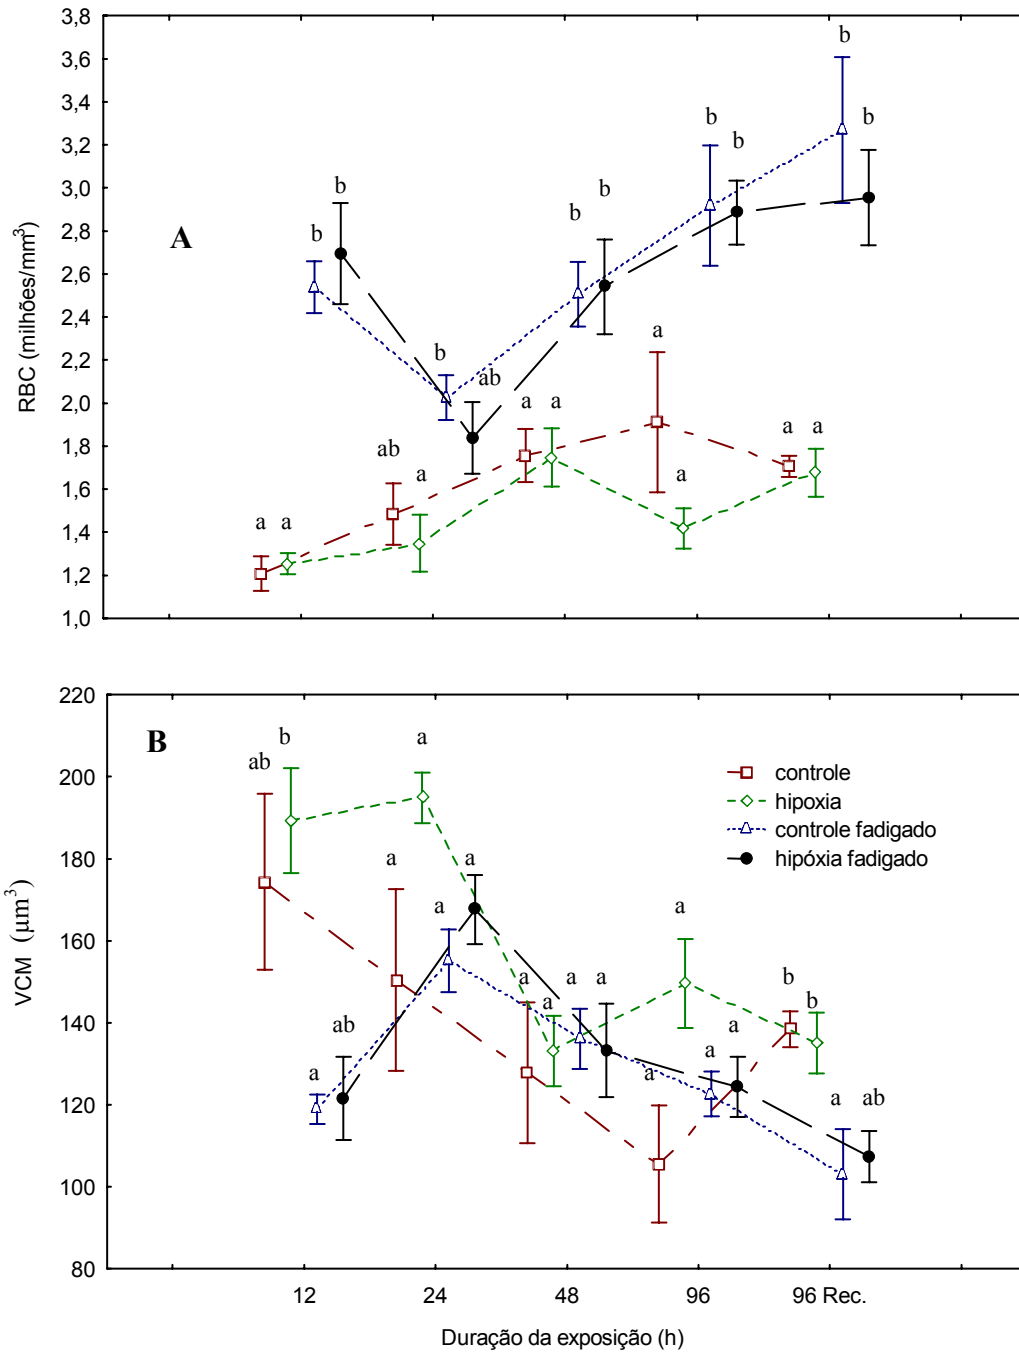 3,8
3,6
3,4
3,2
3,0
2,8
2,6
2,4
2,2
2,0
1,8
1,6
1,4
1,2
1,0
RBC (milhões/mm³)
A
b
b
b
b
b
b
b
b
b
ab
a
ab
a
a
a
a
a
a
a
a
a
220
200
180
160
140
120
100
80
VCM (µm³)
B
controle
hipoxia
controle fadigado
hipóxia fadigado
ab
b
a
a
a
a
a
a
a
a
a
a
b
b
ab
a
a
a
a
ab
12
24
48
96
96 Rec.
Duração da exposição (h)